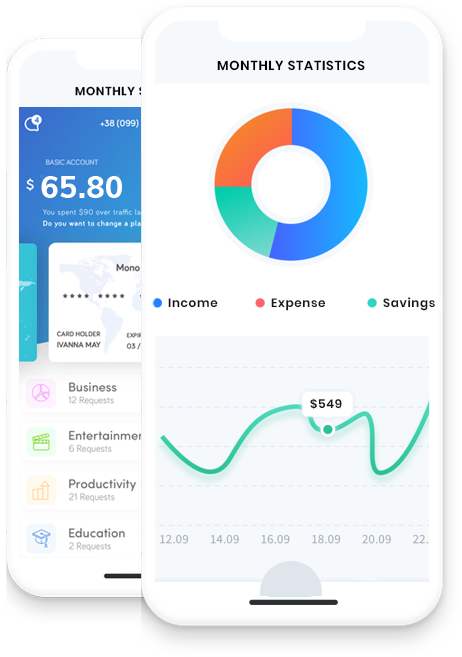 MONTHLY STATISTICS
Income
Expense
Savings
$549
12.09 14.09 16.09 18.09 20.09 22.
MONTHLY S
4
+38 (099)
BASIC ACCOUNT
$ 65.80
You spent $90 over traffic la
Do you want to change a pla
Mono
**** ****
CARD HOLDER
EXPIR
IVANNA MAY
03 /
Business
12 Requests
Entertainmen
6 Requests
Productivity
21 Requests
Education
2 Requests